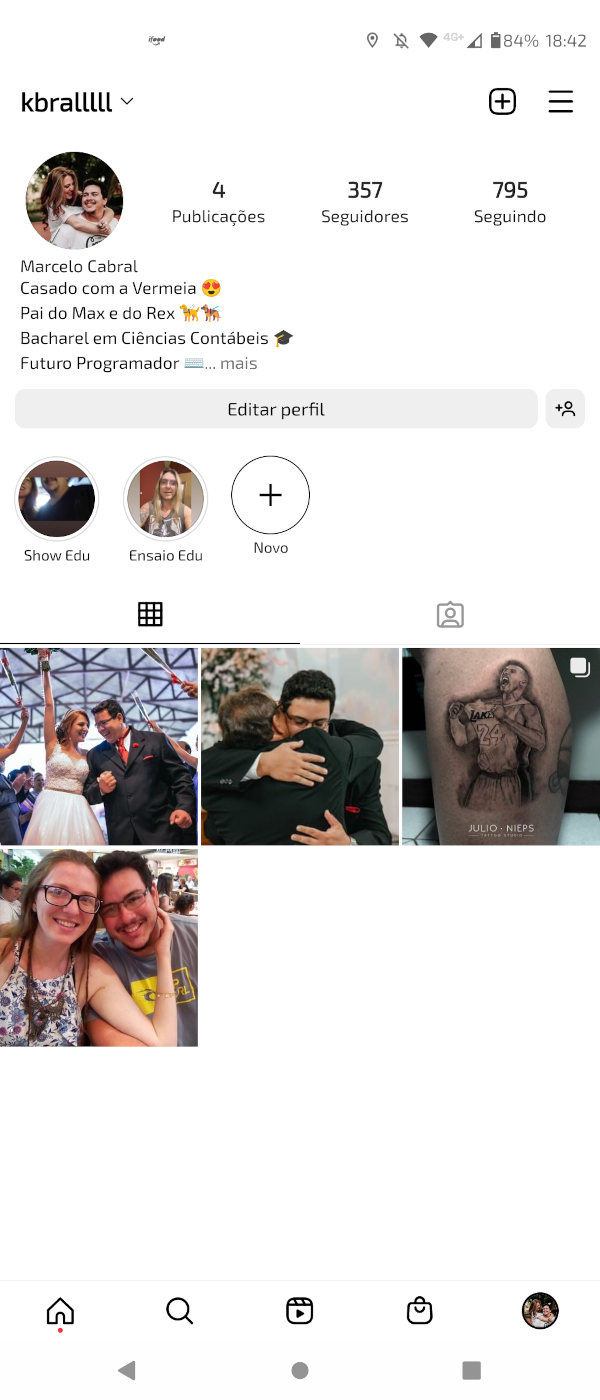 ifood
4G+ 84% 18:42
kbralllll
4 357 795
Publicações Seguidores Seguindo
Marcelo Cabral
Casado com a Vermeia 😍
Pai do Max e do Rex 🦮🐕‍🦺
Bacharel em Ciências Contábeis 🎓
Futuro Programador ⌨️... mais
Editar perfil
Show Edu Ensaio Edu Novo
LAKE
24
JULIO · NIEPS
TATTOO STUDIO